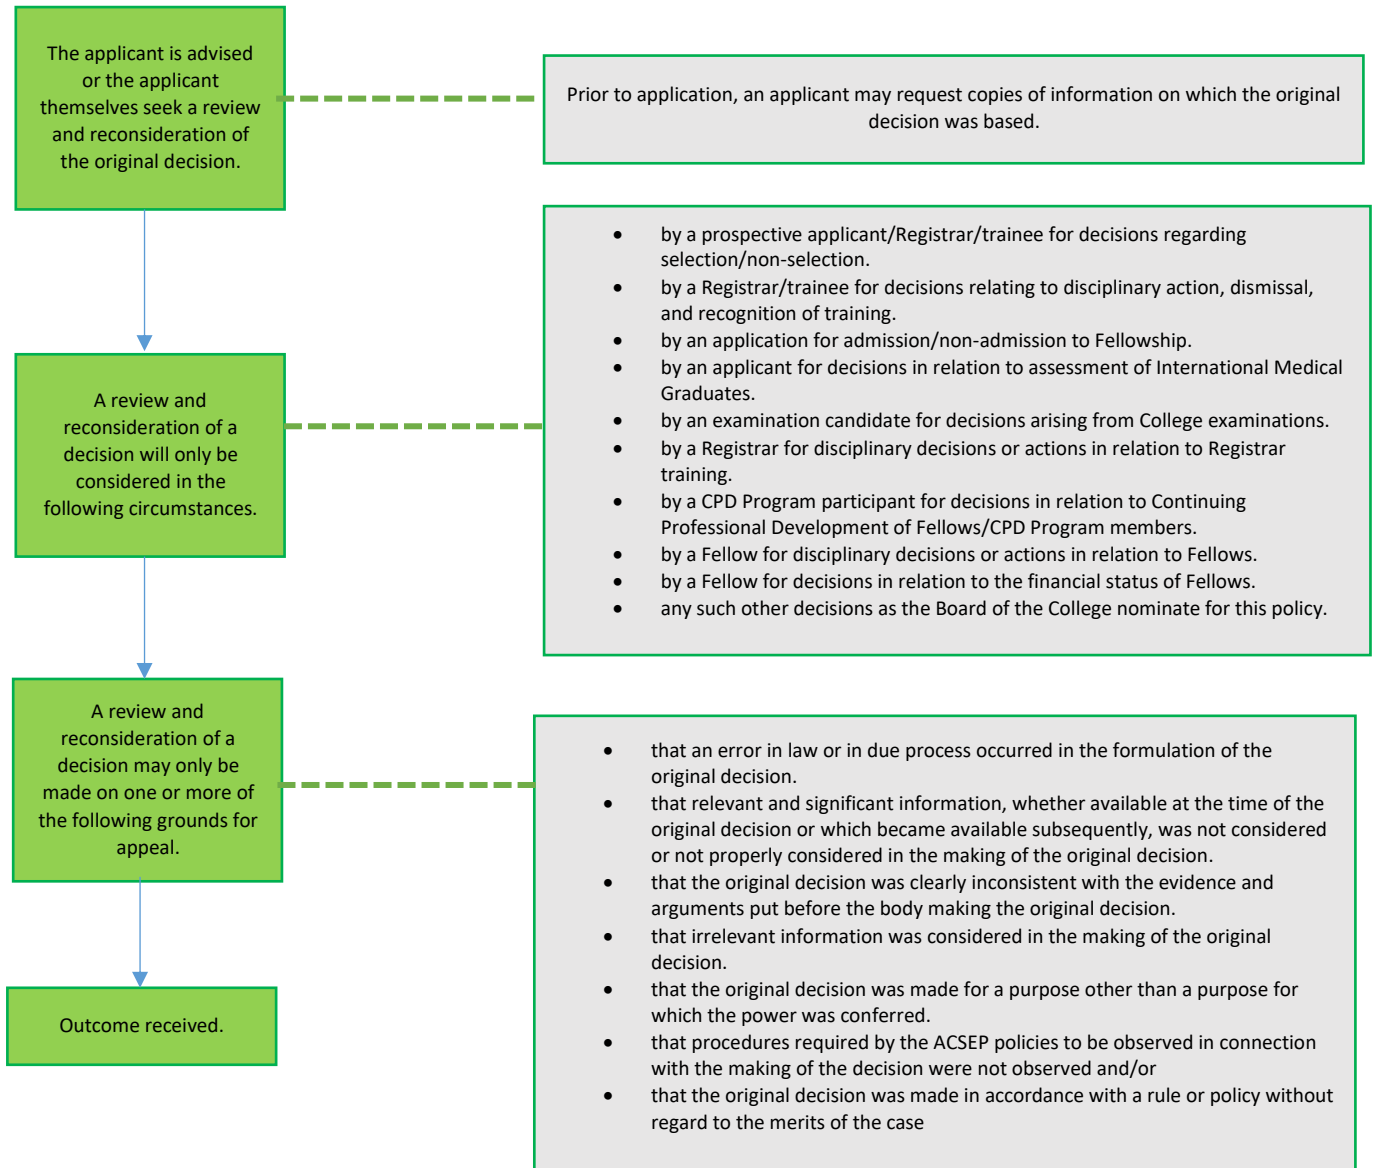 The applicant is advised
or the applicant
themselves seek a review
and reconsideration of
the original decision.
Prior to application, an applicant may request copies of information on which the original
decision was based.
A review and
reconsideration of a
decision will only be
considered in the
following circumstances.
• by a prospective applicant/Registrar/trainee for decisions regarding
selection/non-selection.
• by a Registrar/trainee for decisions relating to disciplinary action, dismissal,
and recognition of training.
• by an application for admission/non-admission to Fellowship.
• by an applicant for decisions in relation to assessment of International Medical
Graduates.
• by an examination candidate for decisions arising from College examinations.
• by a Registrar for disciplinary decisions or actions in relation to Registrar
training.
• by a CPD Program participant for decisions in relation to Continuing
Professional Development of Fellows/CPD Program members.
• by a Fellow for disciplinary decisions or actions in relation to Fellows.
• by a Fellow for decisions in relation to the financial status of Fellows.
• any such other decisions as the Board of the College nominate for this policy.
A review and
reconsideration of a
decision may only be
made on one or more of
the following grounds for
appeal.
• that an error in law or in due process occurred in the formulation of the
original decision.
• that relevant and significant information, whether available at the time of the
original decision or which became available subsequently, was not considered
or not properly considered in the making of the original decision.
• that the original decision was clearly inconsistent with the evidence and
arguments put before the body making the original decision.
• that irrelevant information was considered in the making of the original
decision.
• that the original decision was made for a purpose other than a purpose for
which the power was conferred.
• that procedures required by the ACSEP policies to be observed in connection
with the making of the decision were not observed and/or
• that the original decision was made in accordance with a rule or policy without
regard to the merits of the case
Outcome received.